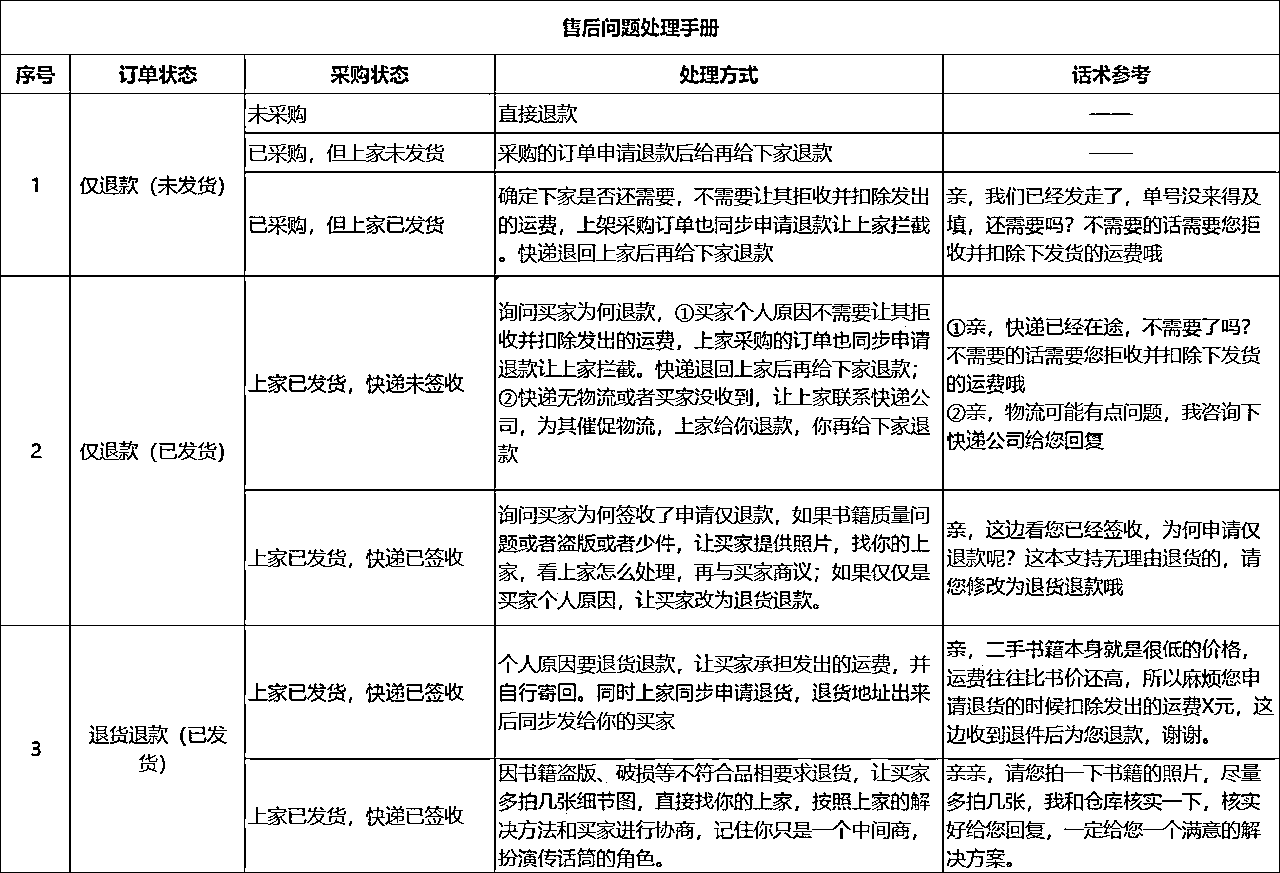 售后问题处理手册
序号 订单状态 采购状态 处理方式 话术参考
1
仅退款（未发货）
未采购
直接退款
——
已采购，但上家未发货
采购的订单申请退款后给再给下家退款
——
已采购，但上家已发货
确定下家是否还需要，不需要让其拒收并扣除发出
的运费，上架采购订单也同步申请退款让上家拦截
。快递退回上家后再给下家退款
亲，我们已经发走了，单号没来得及
填，还需要吗？不需要的话需要您拒
收并扣除下发货的运费哦
2
仅退款（已发货）
上家已发货，快递未签收
询问买家为何退款，①买家个人原因不需要让其拒
收并扣除发出的运费，上家采购的订单也同步申请
退款让上家拦截。快递退回上家后再给下家退款；
②快递无物流或者买家没收到，让上家联系快递公
司，为其催促物流，上家给你退款，你再给下家退
款
①亲，快递已经在途，不需要了吗？
不需要的话需要您拒收并扣除下发货
的运费哦
②亲，物流可能有点问题，我咨询下
快递公司给您回复
上家已发货，快递已签收
询问买家为何签收了申请仅退款，如果书籍质量问
题或者盗版或者少件，让买家提供照片，找你的上
家，看上家怎么处理，再与买家商议；如果仅仅是
买家个人原因，让买家改为退货退款。
亲，这边看您已经签收，为何申请仅
退款呢？这本支持无理由退货的，请
您修改为退货退款哦
3
退货退款（已发
货）
上家已发货，快递已签收
个人原因要退货退款，让买家承担发出的运费，并
自行寄回。同时上家同步申请退货，退货地址出来
后同步发给你的买家
亲，二手书籍本身就是很低的价格，
运费往往比书价还高，所以麻烦您申
请退货的时候扣除发出的运费X元，这
边收到退件后为您退款，谢谢。
上家已发货，快递已签收
因书籍盗版、破损等不符合品相要求退货，让买家
多拍几张细节图，直接找你的上家，按照上家的解
决方法和买家进行协商，记住你只是一个中间商，
扮演传话筒的角色。
亲亲，请您拍一下书籍的照片，尽量
多拍几张，我和仓库核实一下，核实
好给您回复，一定给您一个满意的解
决方案。